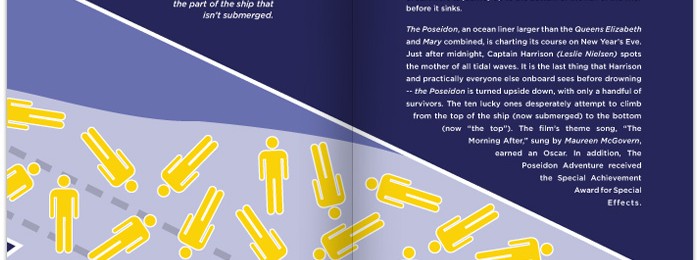 the part of the ship that
isn't submerged.
before it sinks.
The Poseidon, an ocean liner larger than the Queens Elizabeth
and Mary combined, is charting its course on New Year's Eve.
Just after midnight, Captain Harrison (Leslie Nielsen) spots
the mother of all tidal waves. It is the last thing that Harrison
and practically everyone else onboard sees before drowning
-- the Poseidon is turned upside down, with only a handful of
survivors. The ten lucky ones desperately attempt to climb
from the top of the ship (now submerged) to the bottom
(now “the top”). The film's theme song, “The
Morning After,” sung by Maureen McGovern,
earned an Oscar. In addition, The
Poseidon Adventure received
the Special Achievement
Award for Special
Effects.